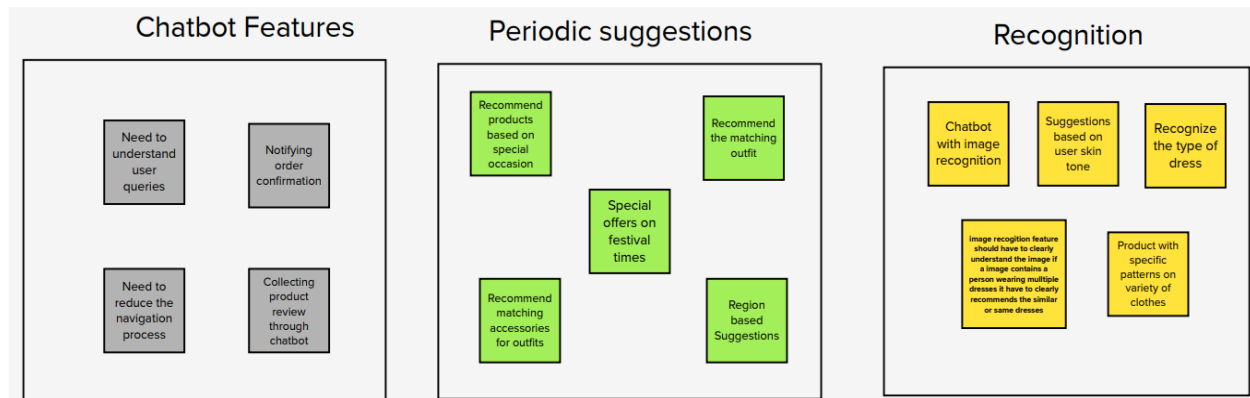 Chatbot Features
Need to
understand
user
queries
Notifying
order
confirmation
Need to
reduce the
navigation
process
Collecting
product
review
through
chatbot
Periodic suggestions
Recommend
products
based on
special
occasion
Recommend
the matching
outfit
Special
offers on
festival
times
Recommend
matching
accessories
for outfits
Region
based
Suggestions
Recognition
Chatbot
with image
recognition
Suggestions
based on
user skin
tone
Recognize
the type of
dress
image recogition feature
should have to clearly
understand the image if
a image contains a
person wearing mulltiple
dresses it have to clearly
recommends the similar
or same dresses
Product with
specific
patterns on
variety of
clothes